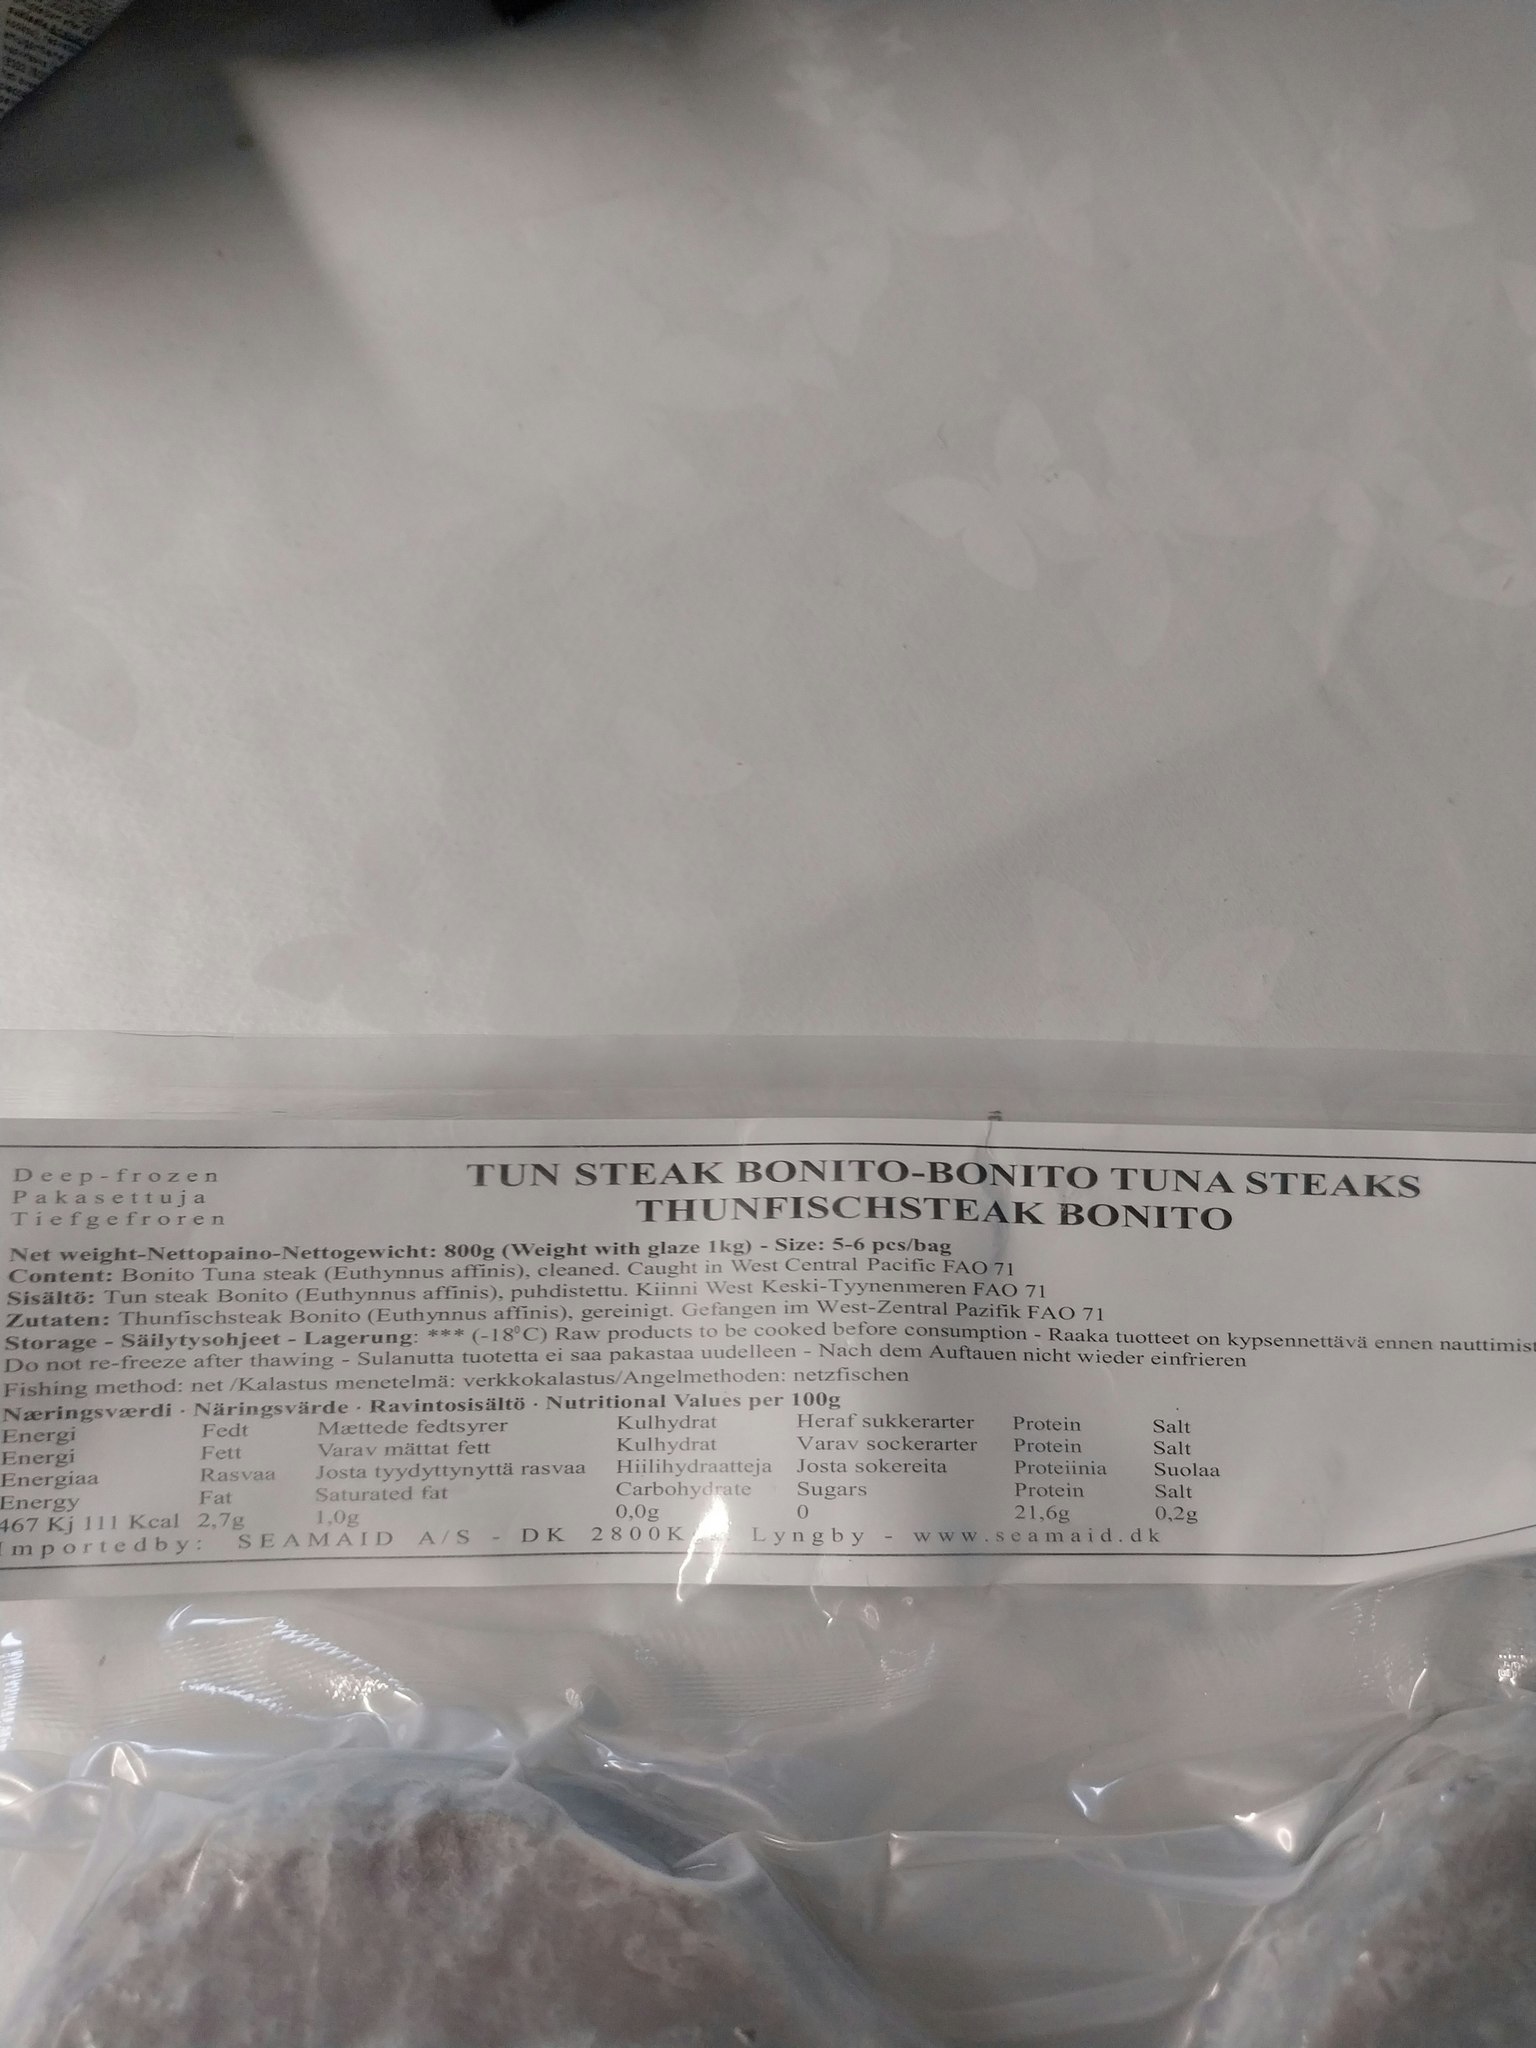 Deep-frozen
Pakasettuja
Tiefgefroren
TUN STEAK BONITO-BONITO TUNA STEAKS
THUNFISCHSTEAK BONITO
Net weight-Nettopaino-Nettogewicht: 800g (Weight with glaze 1kg) - Size: 5-6 pcs/bag
Content: Bonito Tuna steak (Euthynnus affinis), cleaned. Caught in West Central Pacific FAO 71
Sisältö: Tun steak Bonito (Euthynnus affinis), puhdistettu. Kiinni West Keski-Tyynenmeren FAO 71
Zutaten: Thunfischsteak Bonito (Euthynnus affinis), gereinigt. Gefangen im West-Zentral Pazifik FAO 71
Storage - Säilytysohjeet - Lagerung: *** (-18⁰C) Raw products to be cooked before consumption - Raaka tuotteet on kypsennettävä ennen nauttimist
Do not re-freeze after thawing - Sulanutta tuotetta ei saa pakastaa uudelleen - Nach dem Auftauen nicht wieder einfrieren
Fishing method: net /Kalastus menetelmä: verkkokalastus/Angelmethoden: netzfischen
Næringsværdi · Näringsvärde · Ravintosisältö · Nutritional Values per 100g
Energi Fedt Mættede fedtsyrer Kulhydrat Heraf sukkerarter Protein Salt
Energi Fett Varav mättat fett Kulhydrat Varav sockerarter Protein Salt
Energiaa Rasvaa Josta tyydyttynyttä rasvaa Hiilihydraatteja Josta sokereita Proteiinia Suolaa
Energy Fat Saturated fat Carbohydrate Sugars Protein Salt
467 Kj 111 Kcal 2,7g 1,0g 0,0g 0 21,6g 0,2g
Importedby: SEAMAID A/S - DK 2800K Lyngby - www.seamaid.dk